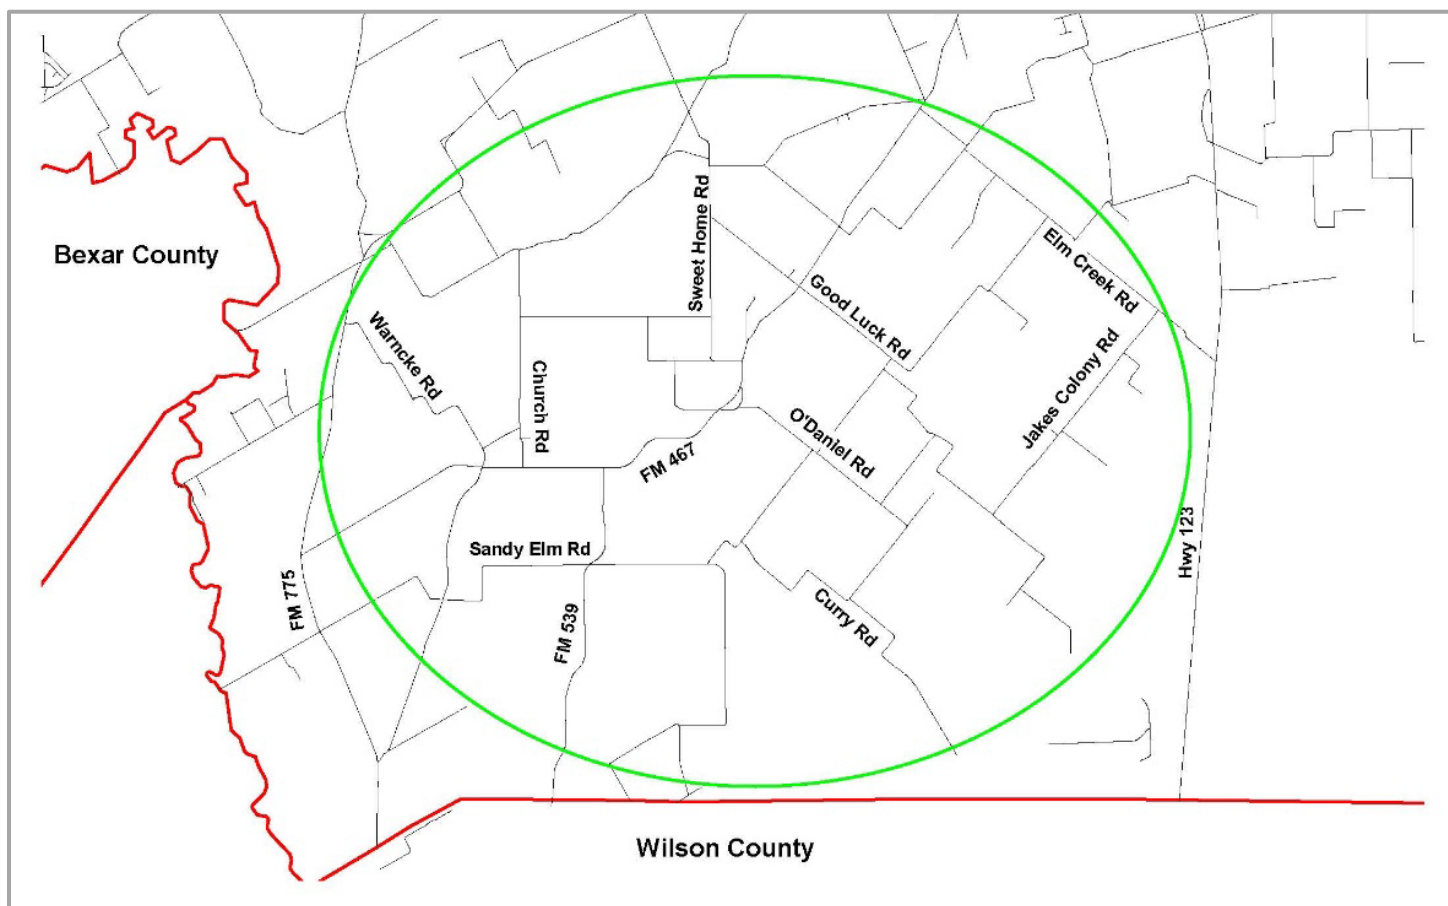 Bexar County
Sweet Home Rd
Elm Creek Rd
Good Luck Rd
Warncke Rd
Jakes Colony Rd
Church Rd
O'Daniel Rd
FM 467
Hwy 123
Sandy Elm Rd
FM 775
FM 539
Curry Rd
Wilson County